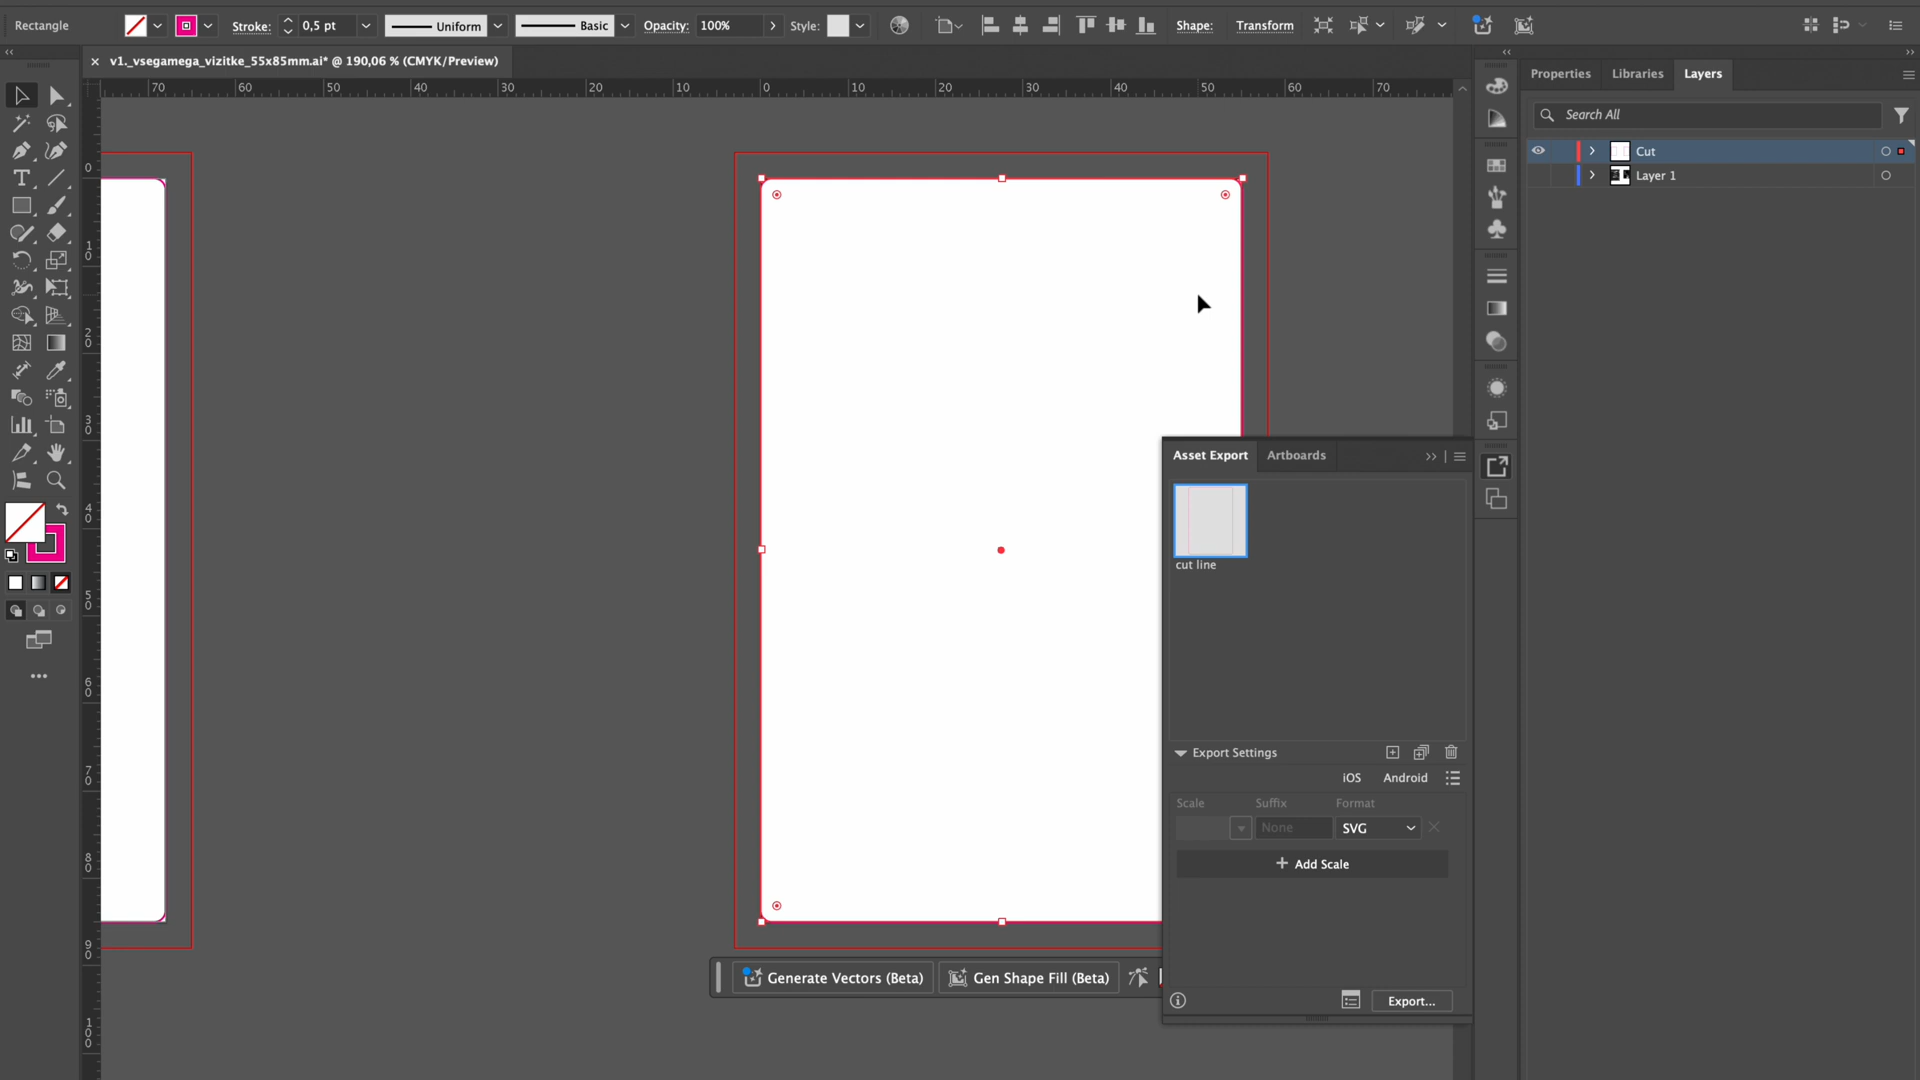 Rectangle
Stroke:
0,5 pt
Uniform
Basic
Opacity:
100%
Style:
Shape:
Transform
v1._vsegamega_vizitke_55x85mm.ai* @ 190,06 % (CMYK/Preview)
70
60
50
40
30
20
10
0
10
20
30
40
50
60
70
0
10
20
30
40
50
60
70
80
90
100
Properties
Libraries
Layers
Search All
Cut
Layer 1
Asset Export
Artboards
cut line
Export Settings
iOS
Android
Scale
Suffix
Format
None
SVG
+ Add Scale
Export...
Generate Vectors (Beta)
Gen Shape Fill (Beta)